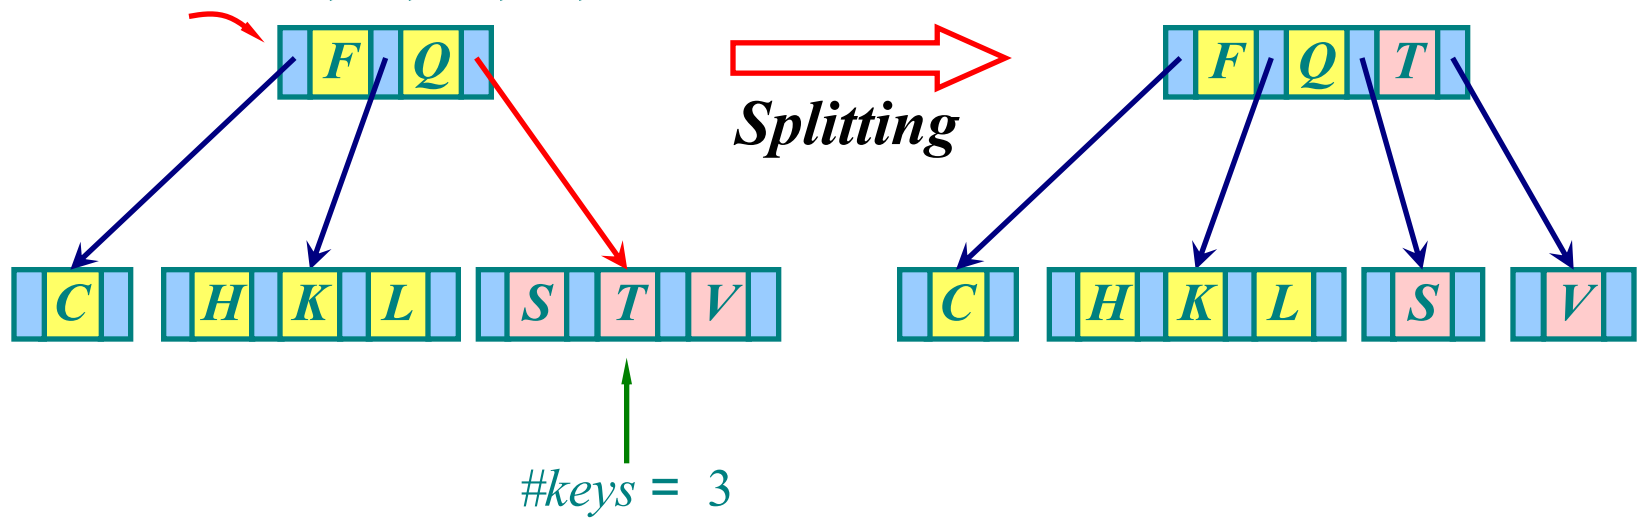 F Q
F Q T
Splitting
C
H K L
S T V
C
H K L
S
V
#keys = 3